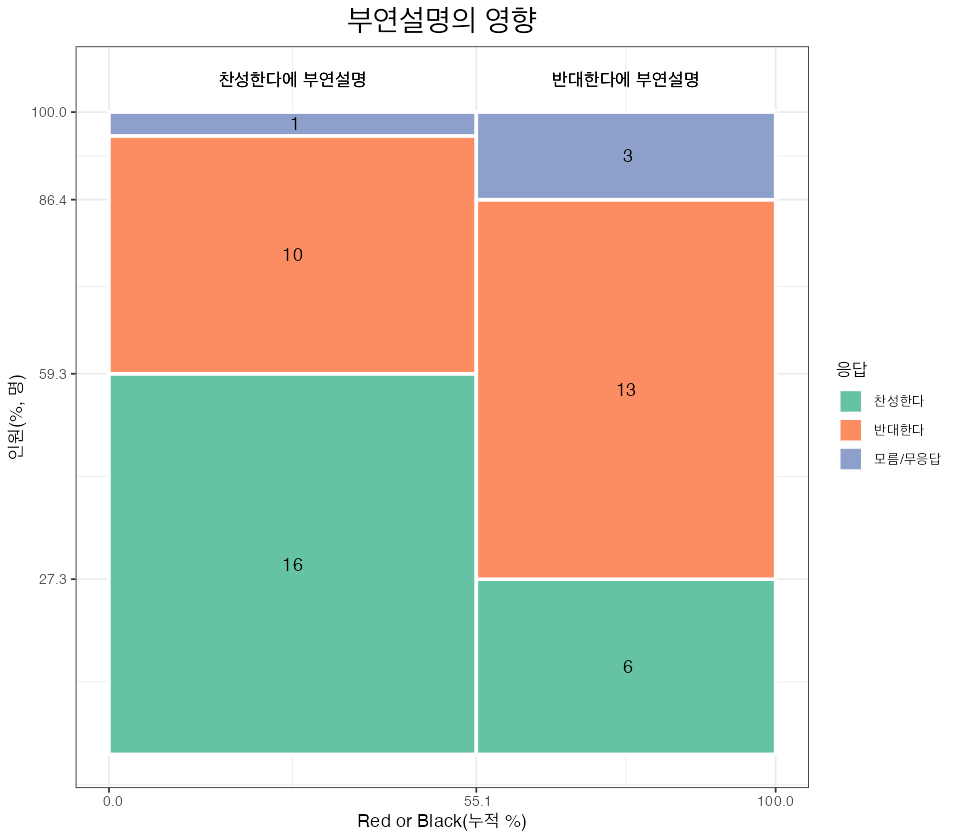 부연설명의 영향
찬성한다에 부연설명
반대한다에 부연설명
100.0
86.4
59.3
27.3
인원(%, 명)
1
10
16
3
13
6
0.0
55.1
100.0
Red or Black(누적 %)
응답
찬성한다
반대한다
모름/무응답